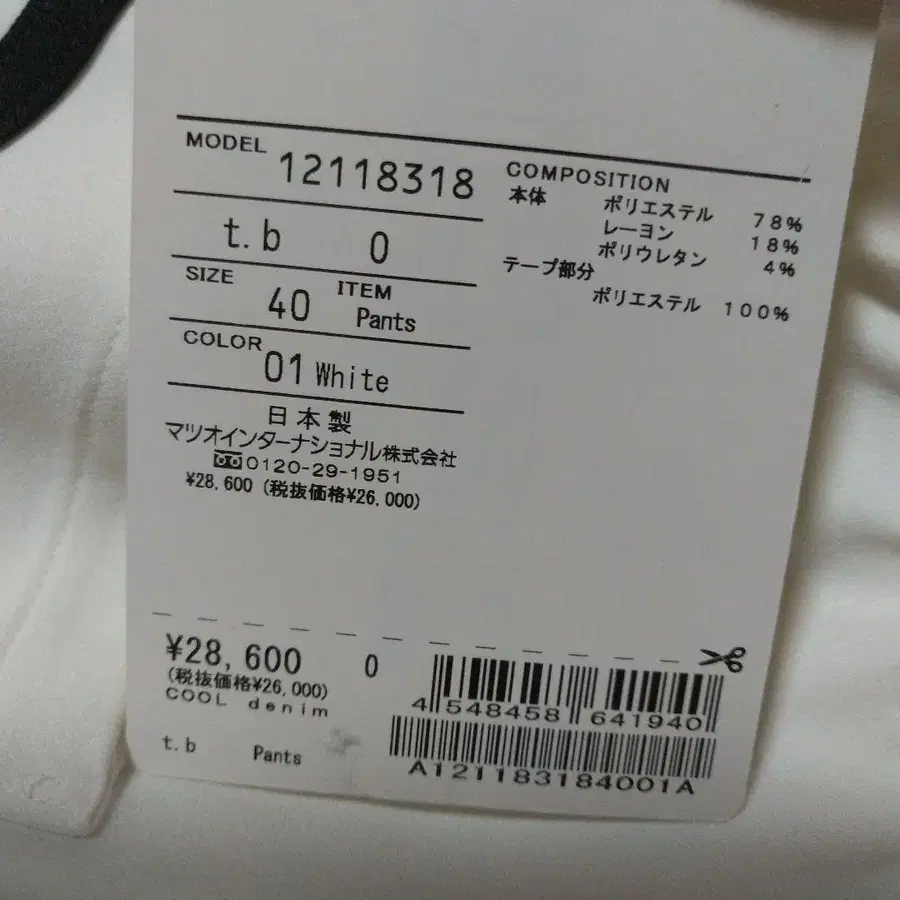 MODEL 12118318
t.b 0
SIZE 40 ITEM Pants
COLOR 01 White
日本製
マツオインターナショナル株式会社
0120-29-1951
¥28,600 (税抜価格¥26,000)
COMPOSITION
本体 ポリエステル 78%
レーヨン 18%
ポリウレタン 4%
テープ部分
ポリエステル 100%
¥28,600 0
(税抜価格¥26,000)
COOL denim
t.b Pants
4 548458 641940
A121183184001A